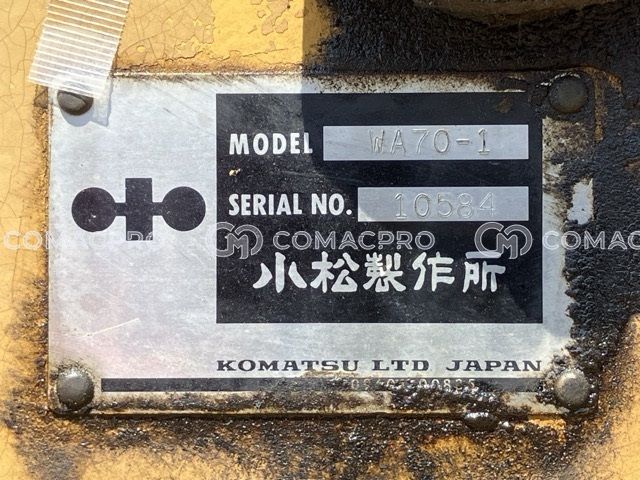 MODEL WA70-1
SERIAL NO. 10584
COMACPRO COMACPRO COMACPRO
小松製作所
KOMATSU LTD JAPAN